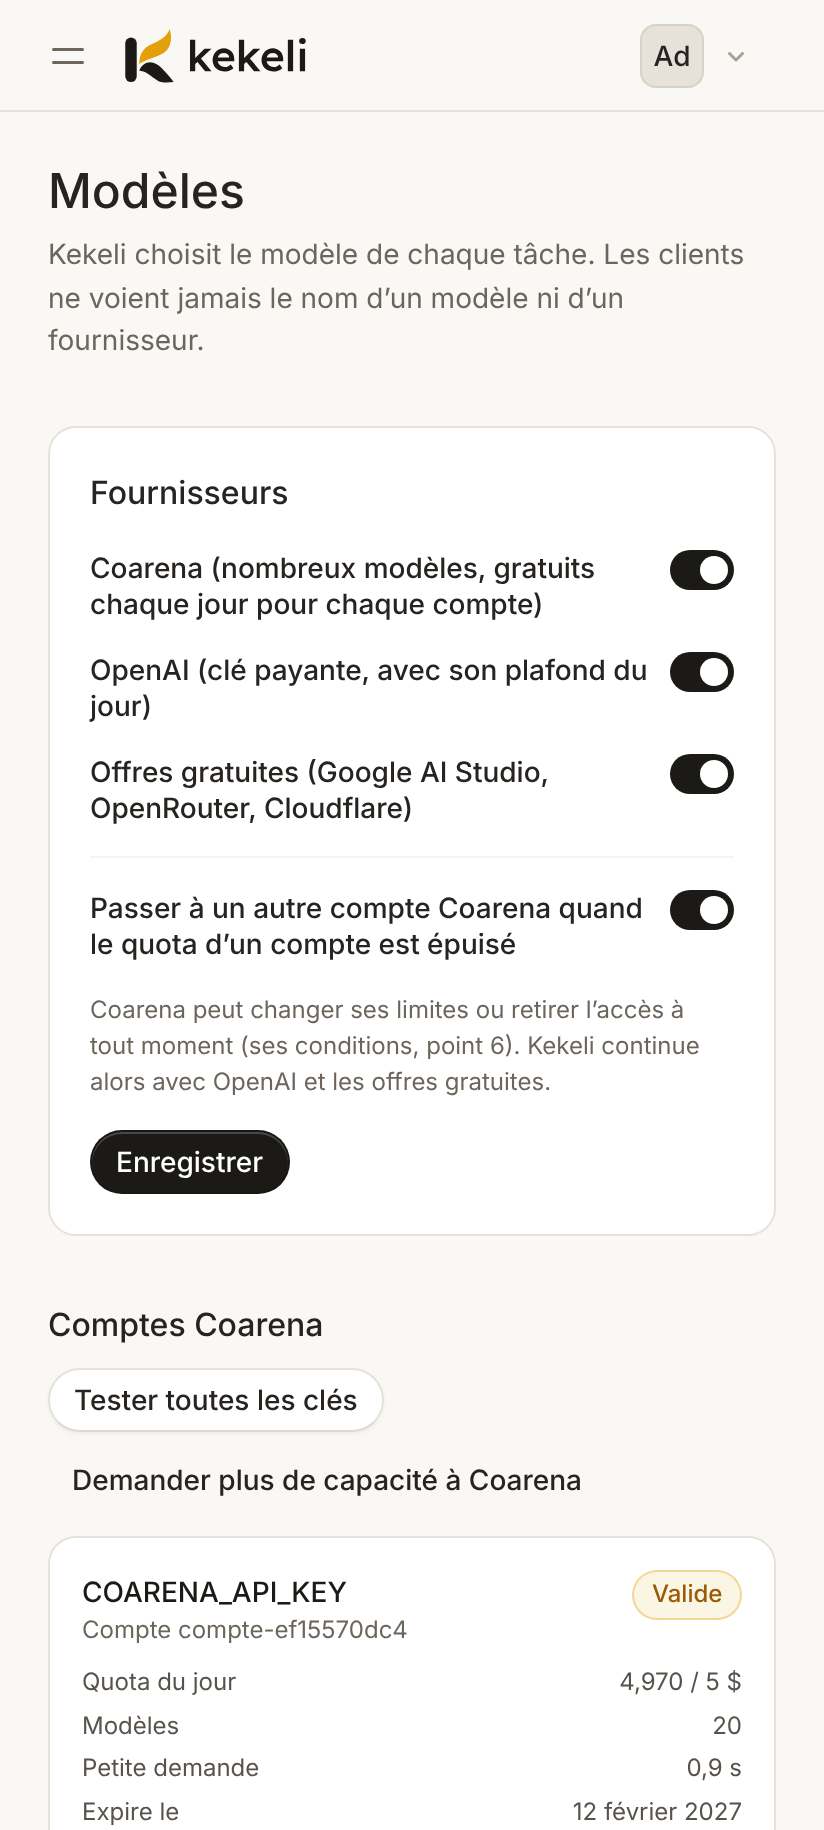 kekeli
Ad
Modèles
Kekeli choisit le modèle de chaque tâche. Les clients
ne voient jamais le nom d’un modèle ni d’un
fournisseur.
Fournisseurs
Coarena (nombreux modèles, gratuits
chaque jour pour chaque compte)
OpenAI (clé payante, avec son plafond du
jour)
Offres gratuites (Google AI Studio,
OpenRouter, Cloudflare)
Passer à un autre compte Coarena quand
le quota d’un compte est épuisé
Coarena peut changer ses limites ou retirer l’accès à
tout moment (ses conditions, point 6). Kekeli continue
alors avec OpenAI et les offres gratuites.
Enregistrer
Comptes Coarena
Tester toutes les clés
Demander plus de capacité à Coarena
COARENA_API_KEY
Valide
Compte compte-ef15570dc4
Quota du jour 4,970 / 5 $
Modèles 20
Petite demande 0,9 s
Expire le 12 février 2027